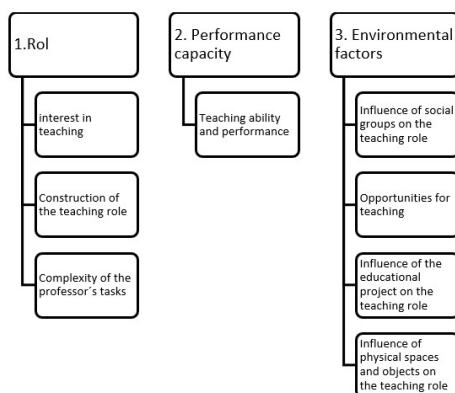 1.Rol
interest in
teaching
Construction of
the teaching role
Complexity of the
professor´s tasks
2. Performance
capacity
Teaching ability
and performance
3. Environmental
factors
Influence of social
groups on the
teaching role
Opportunities for
teaching
Influence of the
educational
project on the
teaching role
Influence of
physical spaces
and objects on
the teaching role